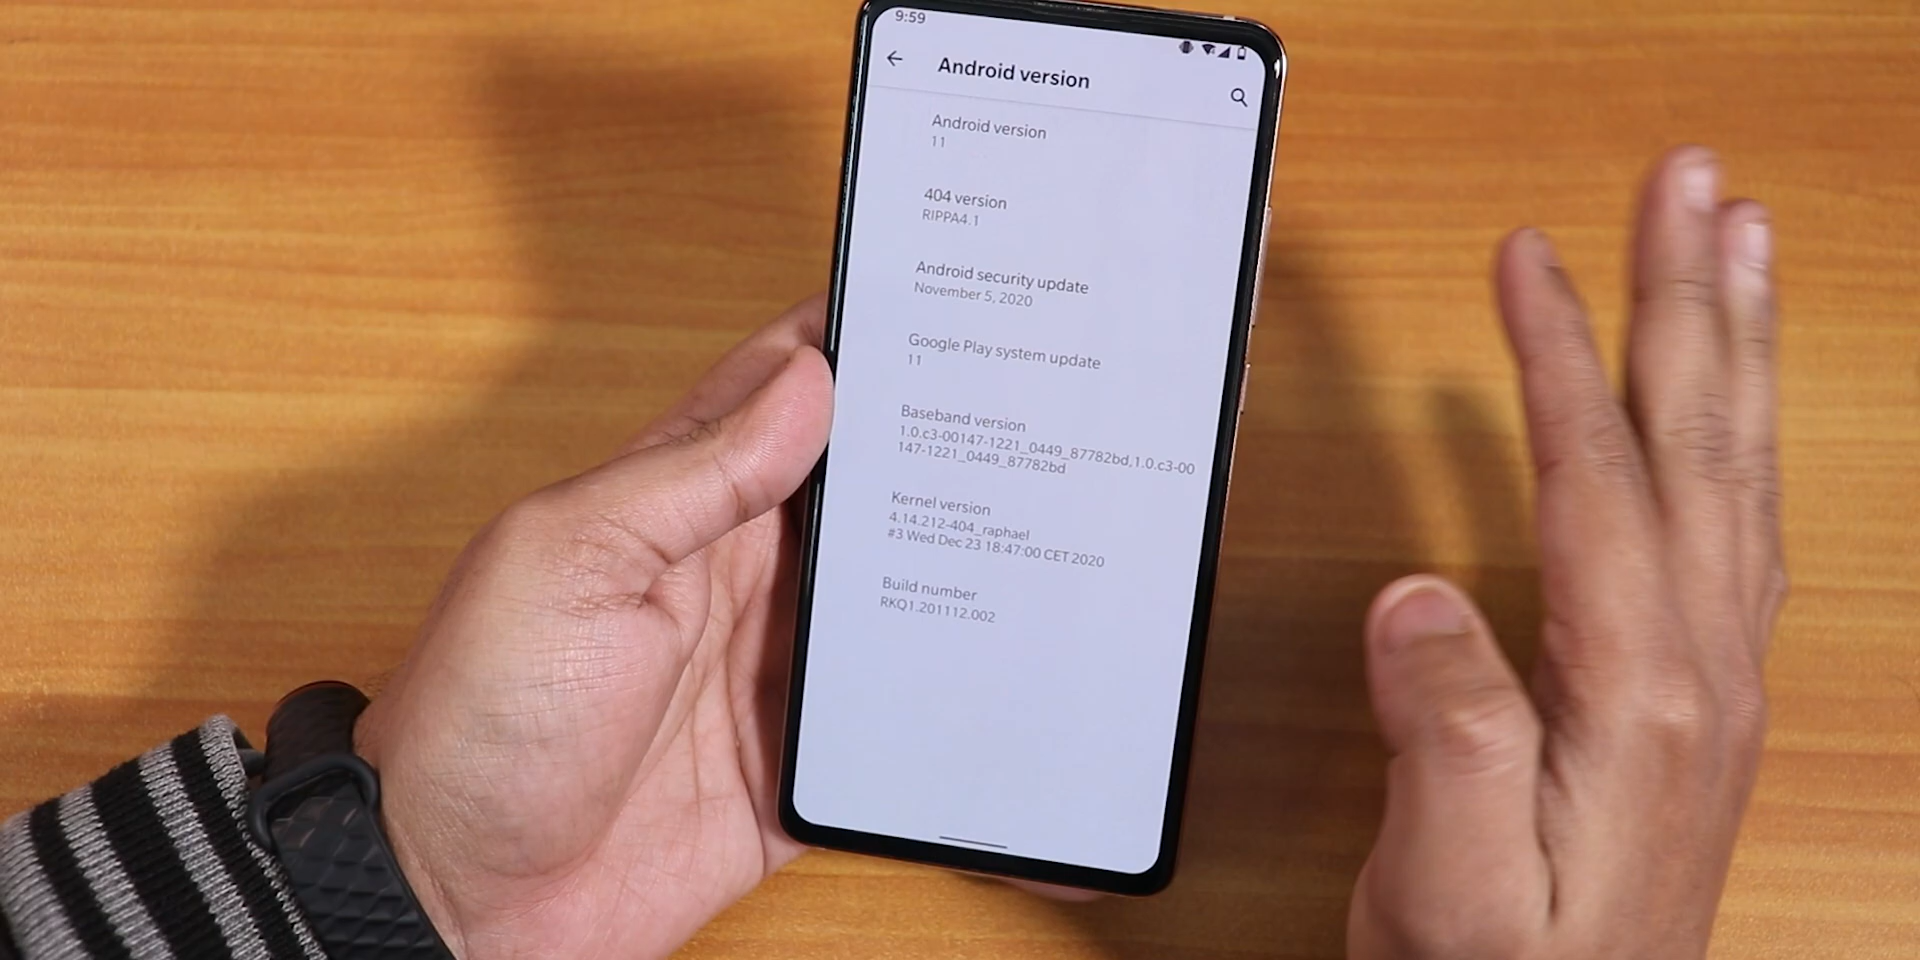 9:59
Android version
Android version
11
404 version
RIPPA4.1
Android security update
November 5, 2020
Google Play system update
11
Baseband version
1.0.c3-00147-1221_0449_87782bd,1.0.c3-00
147-1221_0449_87782bd
Kernel version
4.14.212-404_raphael
#3 Wed Dec 23 18:47:00 CET 2020
Build number
RKQ1.201112.002